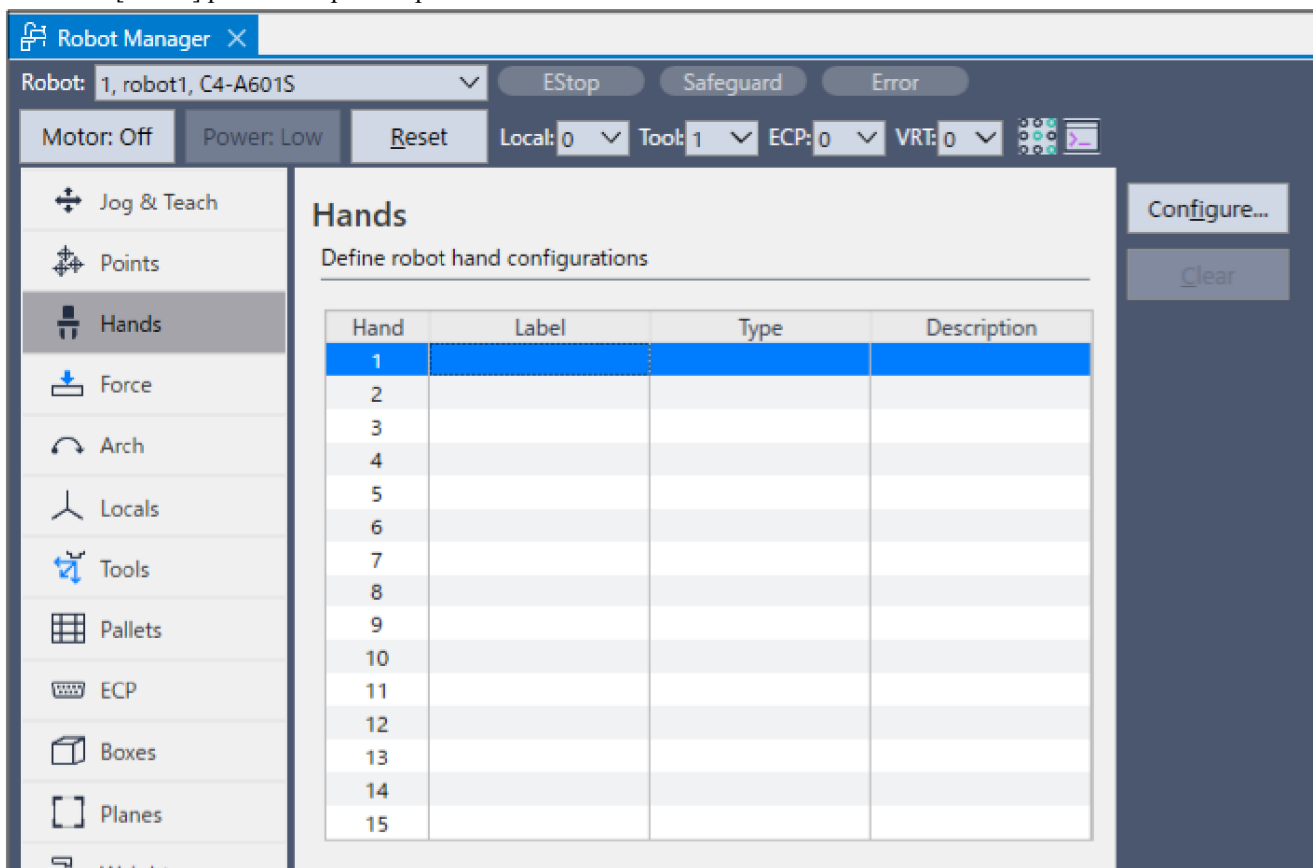 Robot Manager
Robot: 1, robot1, C4-A601S EStop Safeguard Error
Motor: Off Power: Low Reset Local: 0 Tool: 1 ECP: 0 VRT: 0
Jog & Teach
Points
Hands
Force
Arch
Locals
Tools
Pallets
ECP
Boxes
Planes
Hands
Define robot hand configurations
Hand Label Type Description
1
2
3
4
5
6
7
8
9
10
11
12
13
14
15
Configure...
Clear